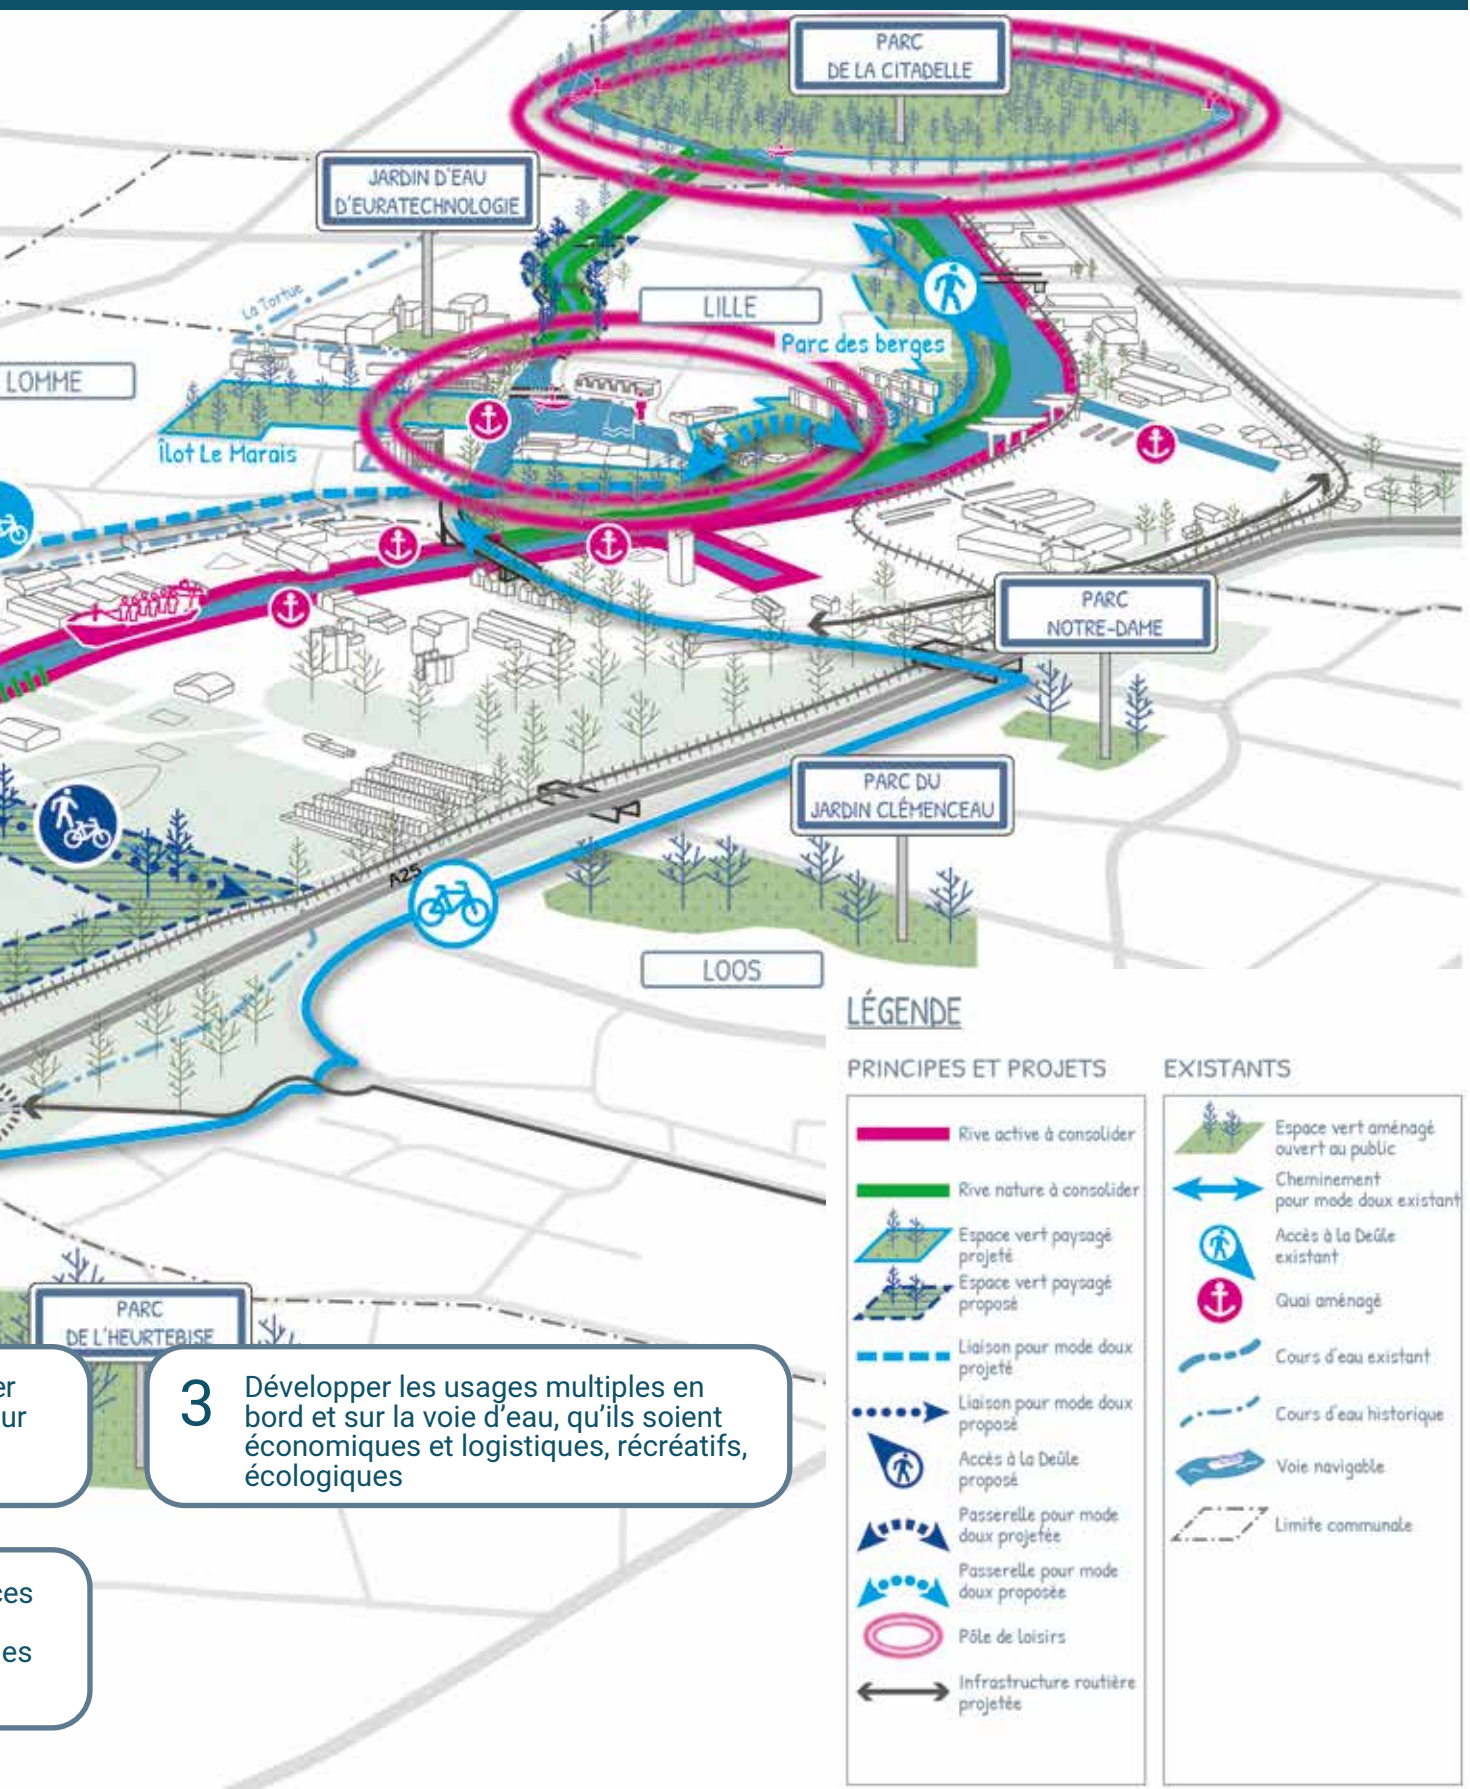 PARC
DE LA CITADELLE
JARDIN D'EAU
D'EURATECHNOLOGIE
La Tortue
LILLE
Parc des berges
LOMME
Îlot Le Marais
PARC
NOTRE-DAME
PARC DU
JARDIN CLÉMENCEAU
A25
LOOS
PARC
DE L'HEURTEBISE
er
ur
3
Développer les usages multiples en
bord et sur la voie d'eau, qu'ils soient
économiques et logistiques, récréatifs,
écologiques
ces
es
LÉGENDE
PRINCIPES ET PROJETS
Rive active à consolider
Rive nature à consolider
Espace vert paysagé
projeté
Espace vert paysagé
proposé
Liaison pour mode doux
projeté
Liaison pour mode doux
proposé
Accès à la Deûle
proposé
Passerelle pour mode
doux projetée
Passerelle pour mode
doux proposée
Pôle de loisirs
Infrastructure routière
projetée
EXISTANTS
Espace vert aménagé
ouvert au public
Cheminement
pour mode doux existant
Accès à la Deûle
existant
Quai aménagé
Cours d'eau existant
Cours d'eau historique
Voie navigable
Limite communale